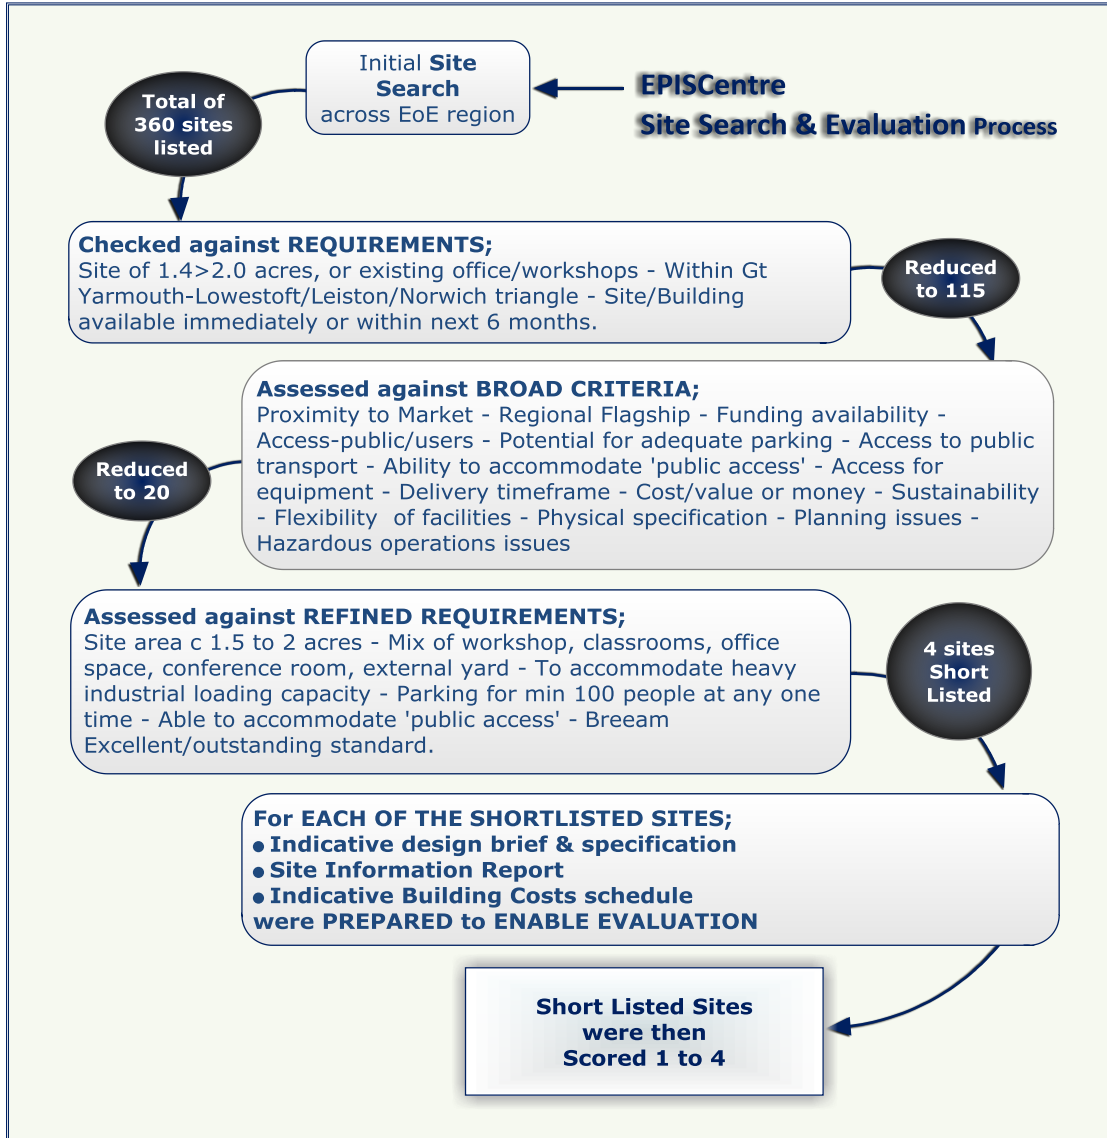 EPISCentre
Site Search & Evaluation Process
Initial Site
Search
across EoE region
Total of
360 sites
listed
Checked against REQUIREMENTS;
Site of 1.4>2.0 acres, or existing office/workshops - Within Gt
Yarmouth-Lowestoft/Leiston/Norwich triangle - Site/Building
available immediately or within next 6 months.
Reduced
to 115
Assessed against BROAD CRITERIA;
Proximity to Market - Regional Flagship - Funding availability -
Access-public/users - Potential for adequate parking - Access to public
transport - Ability to accommodate 'public access' - Access for
equipment - Delivery timeframe - Cost/value or money - Sustainability
- Flexibility of facilities - Physical specification - Planning issues -
Hazardous operations issues
Reduced
to 20
Assessed against REFINED REQUIREMENTS;
Site area c 1.5 to 2 acres - Mix of workshop, classrooms, office
space, conference room, external yard - To accommodate heavy
industrial loading capacity - Parking for min 100 people at any one
time - Able to accommodate 'public access' - Breeam
Excellent/outstanding standard.
4 sites
Short
Listed
For EACH OF THE SHORTLISTED SITES;
● Indicative design brief & specification
● Site Information Report
● Indicative Building Costs schedule
were PREPARED to ENABLE EVALUATION
Short Listed Sites
were then
Scored 1 to 4